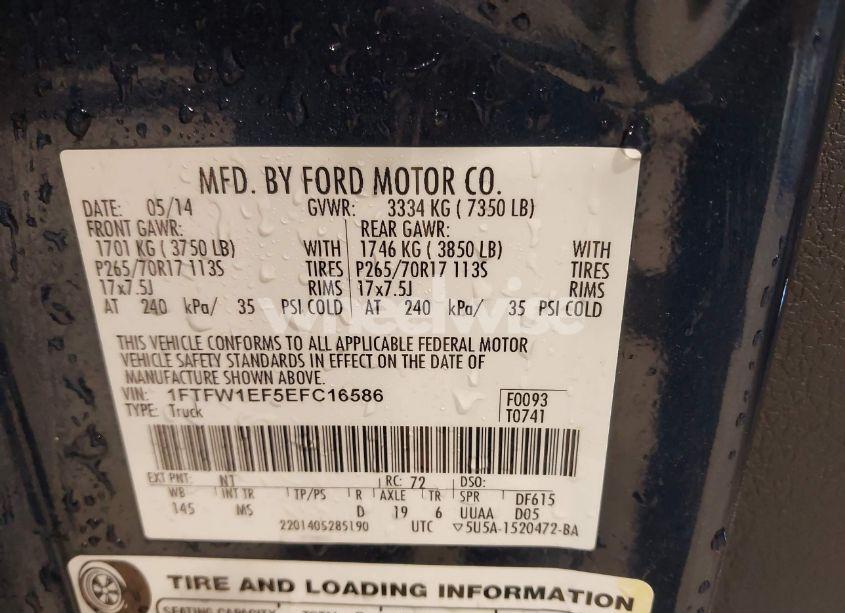 MFD. BY FORD MOTOR CO.
DATE: 05/14 GVWR: 3334 KG ( 7350 LB)
FRONT GAWR: REAR GAWR:
1701 KG ( 3750 LB) WITH 1746 KG ( 3850 LB) WITH
P265/70R17 113S TIRES P265/70R17 113S TIRES
17x7.5J RIMS 17x7.5J RIMS
AT 240 kPa/ 35 PSI COLD AT 240 kPa/ 35 PSI COLD
wheelwise
THIS VEHICLE CONFORMS TO ALL APPLICABLE FEDERAL MOTOR
VEHICLE SAFETY STANDARDS IN EFFECT ON THE DATE OF
MANUFACTURE SHOWN ABOVE.
VIN: 1FTFW1EF5EFC16586 F0093
TYPE: Truck T0741
EXT PNT: N1 RC: 72 DSO:
WB INT TR TP/PS R AXLE TR SPR DF615
145 MS D 19 6 UUAA D05
2201405285190 UTC ▽5U5A-1520472-BA
TIRE AND LOADING INFORMATION
SEATING CAPACITY